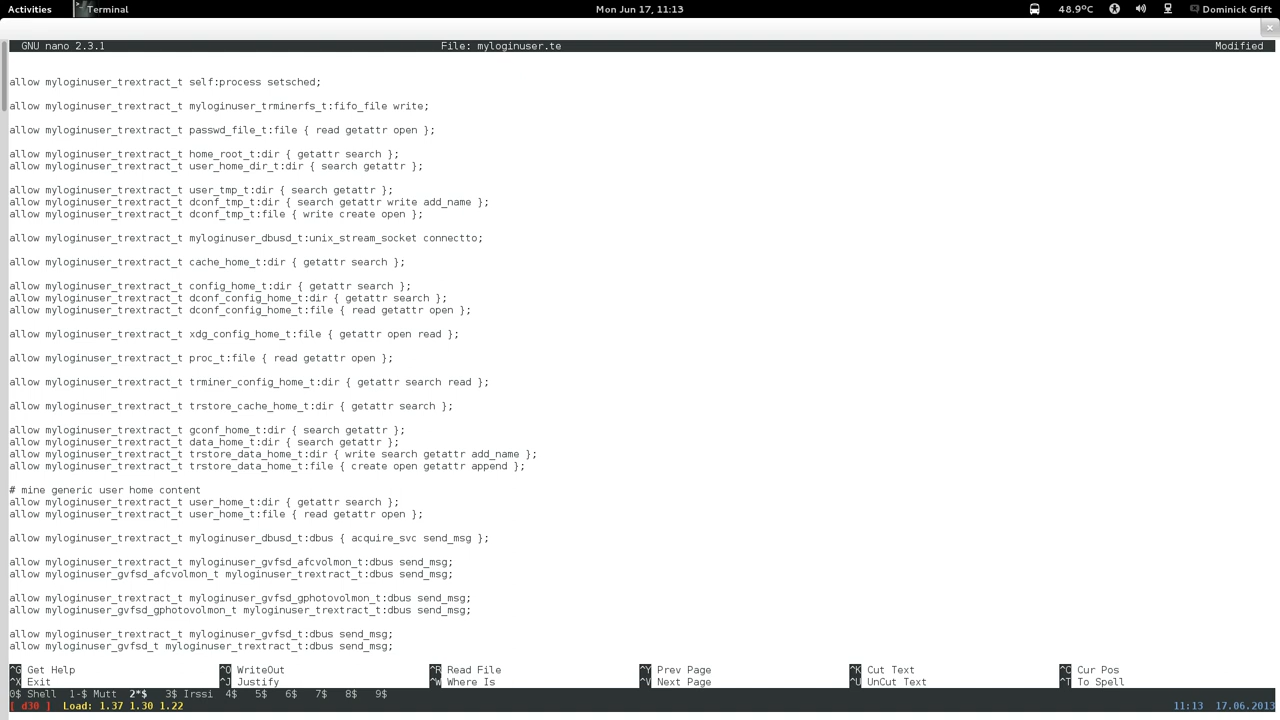 Activities Terminal Mon Jun 17, 11:13 48.9°C Dominick Grift
GNU nano 2.3.1 File: myloginuser.te Modified
allow myloginuser_trextract_t self:process setsched;
allow myloginuser_trextract_t myloginuser_trminerfs_t:fifo_file write;
allow myloginuser_trextract_t passwd_file_t:file { read getattr open };
allow myloginuser_trextract_t home_root_t:dir { getattr search };
allow myloginuser_trextract_t user_home_dir_t:dir { search getattr };
allow myloginuser_trextract_t user_tmp_t:dir { search getattr };
allow myloginuser_trextract_t dconf_tmp_t:dir { search getattr write add_name };
allow myloginuser_trextract_t dconf_tmp_t:file { write create open };
allow myloginuser_trextract_t myloginuser_dbusd_t:unix_stream_socket connectto;
allow myloginuser_trextract_t cache_home_t:dir { getattr search };
allow myloginuser_trextract_t config_home_t:dir { getattr search };
allow myloginuser_trextract_t dconf_config_home_t:dir { getattr search };
allow myloginuser_trextract_t dconf_config_home_t:file { read getattr open };
allow myloginuser_trextract_t xdg_config_home_t:file { getattr open read };
allow myloginuser_trextract_t proc_t:file { read getattr open };
allow myloginuser_trextract_t trminer_config_home_t:dir { getattr search read };
allow myloginuser_trextract_t trstore_cache_home_t:dir { getattr search };
allow myloginuser_trextract_t gconf_home_t:dir { search getattr };
allow myloginuser_trextract_t data_home_t:dir { search getattr };
allow myloginuser_trextract_t trstore_data_home_t:dir { write search getattr add_name };
allow myloginuser_trextract_t trstore_data_home_t:file { create open getattr append };
# mine generic user home content
allow myloginuser_trextract_t user_home_t:dir { getattr search };
allow myloginuser_trextract_t user_home_t:file { read getattr open };
allow myloginuser_trextract_t myloginuser_dbusd_t:dbus { acquire_svc send_msg };
allow myloginuser_trextract_t myloginuser_gvfsd_afcvolmon_t:dbus send_msg;
allow myloginuser_gvfsd_afcvolmon_t myloginuser_trextract_t:dbus send_msg;
allow myloginuser_trextract_t myloginuser_gvfsd_gphotovolmon_t:dbus send_msg;
allow myloginuser_gvfsd_gphotovolmon_t myloginuser_trextract_t:dbus send_msg;
allow myloginuser_trextract_t myloginuser_gvfsd_t:dbus send_msg;
allow myloginuser_gvfsd_t myloginuser_trextract_t:dbus send_msg;
^G Get Help ^O WriteOut ^R Read File ^Y Prev Page ^K Cut Text ^C Cur Pos
^X Exit ^J Justify ^W Where Is ^V Next Page ^U UnCut Text ^T To Spell
0$ Shell 1-$ Mutt 2*$ 3$ Irssi 4$ 5$ 6$ 7$ 8$ 9$
[ d30 ] Load: 1.37 1.30 1.22 11:13 17.06.2013